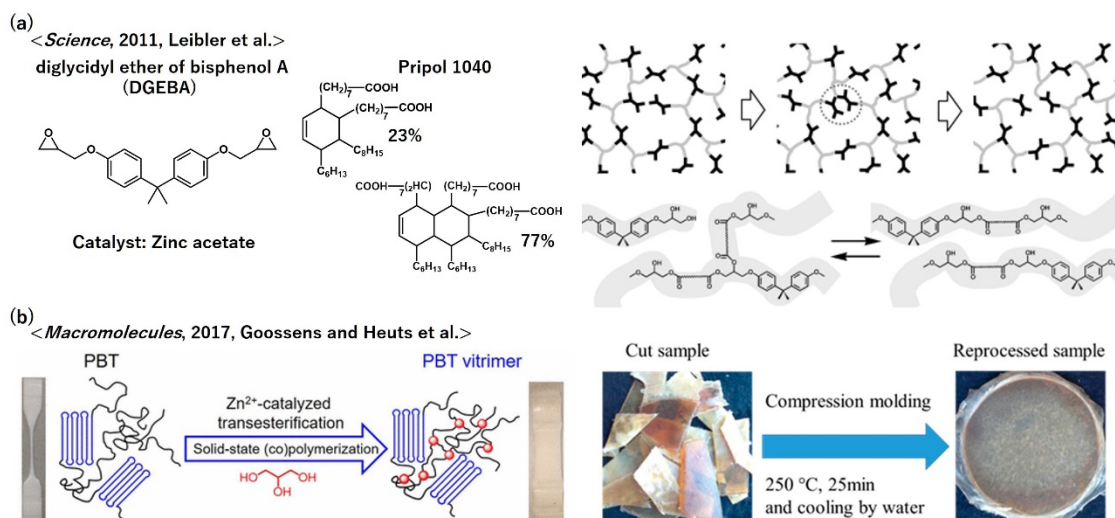 (a)
<Science, 2011, Leibler et al.>
diglycidyl ether of bisphenol A
(DGEBA)
Pripol 1040
(CH₂)₇—COOH
(CH₂)₇—COOH
23%
C₈H₁₅
C₆H₁₃
COOH—₇(₂HC)
(CH₂)₇
COOH
(CH₂)₇—COOH
77%
C₈H₁₅
C₆H₁₃
C₆H₁₃
O
O
O
O
Catalyst: Zinc acetate
(b)
<Macromolecules, 2017, Goossens and Heuts et al.>
PBT
PBT vitrimer
Zn²⁺-catalyzed
transesterification
Solid-state (co)polymerization
HO
OH
OH
Cut sample
Reprocessed sample
Compression molding
250 °C, 25min
and cooling by water